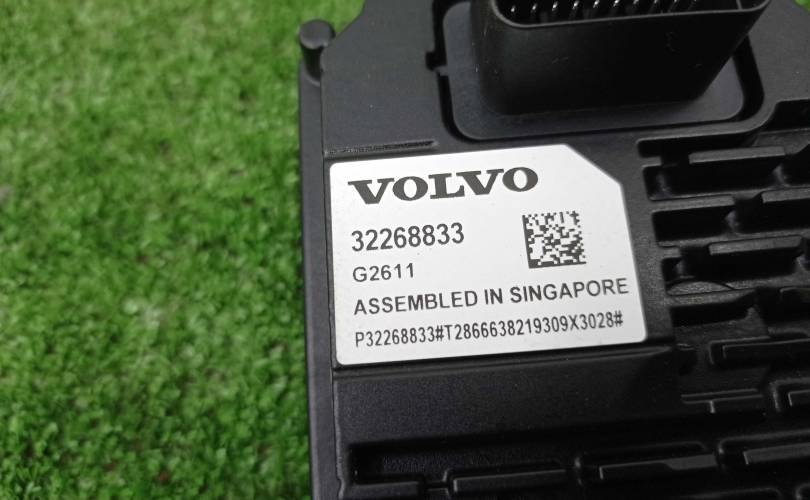 VOLVO
32268833
G2611
ASSEMBLED IN SINGAPORE
P32268833#T2866638219309X3028#